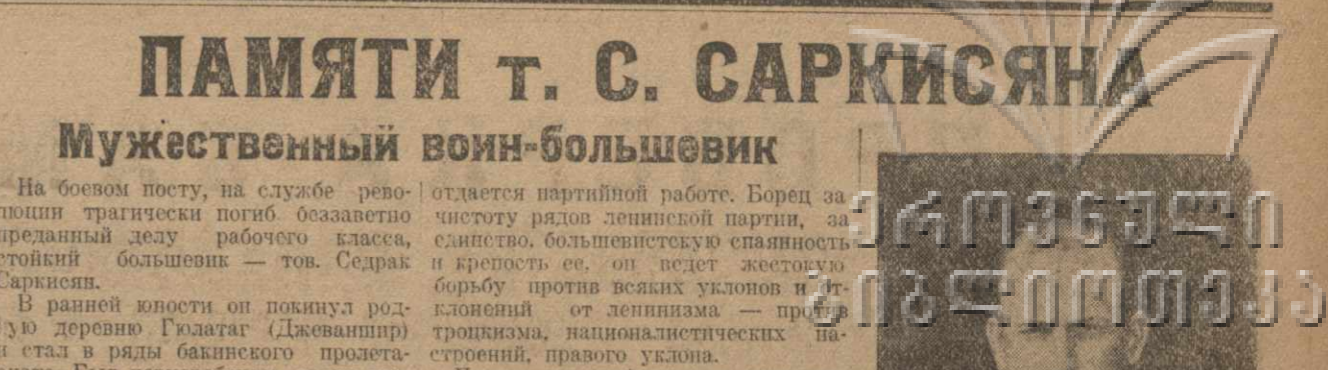 ПАМЯТИ т. С. САРКИСЯНА
Мужественный воин-большевик
На боевом посту, на службе рево-
люции трагически погиб беззаветно
преданный делу рабочего класса,
стойкий большевик — тов. Седрак
Саркисян.
В ранней юности он покинул род-
ную деревню Гюлатаг (Джеваншир)
и стал в ряды бакинского пролета-
отдается партийной работе. Борец за
чистоту рядов ленинской партии, за
единство, большевистскую спаянность
и крепость ее, он ведет жестокую
борьбу против всяких уклонов и от-
клонений от ленинизма — против
троцкизма, националистических на-
строений, правого уклона.
ეროვნული
ბიბლიოთეკა